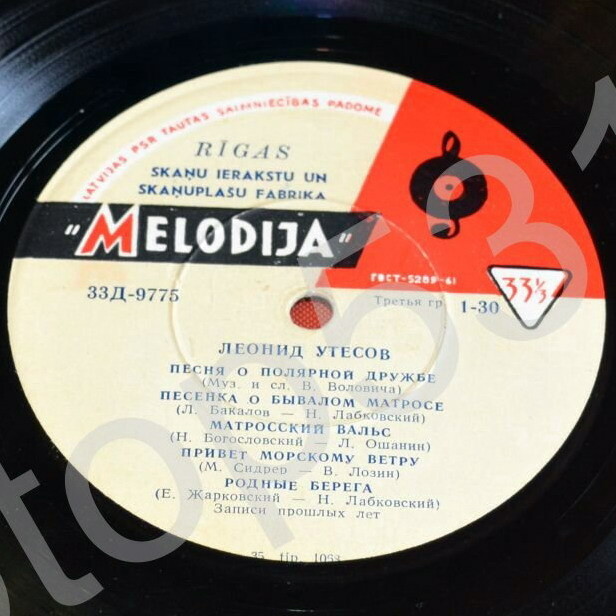 LATVIJAS PSR TAUTAS SAIMNIECĪBAS PADOME
RĪGAS
SKAŅU IERAKSTU UN
SKAŅUPLAŠU FABRIKA
"MELODIJA"
ГОСТ-5289-61
33⅓
33Д-9775
Третья гр
1-30
ЛЕОНИД УТЕСОВ
ПЕСНЯ О ПОЛЯРНОЙ ДРУЖБЕ
(Муз. и сл. В. Воловича)
ПЕСЕНКА О БЫВАЛОМ МАТРОСЕ
(Л. Бакалов — Н. Лабковский)
МАТРОССКИЙ ВАЛЬС
(Н. Богословский — Л. Ошанин)
ПРИВЕТ МОРСКОМУ ВЕТРУ
(М. Сидрер — В. Лозин)
РОДНЫЕ БЕРЕГА
(Е. Жарковский — Н. Лабковский)
Записи прошлых лет
35. tip.